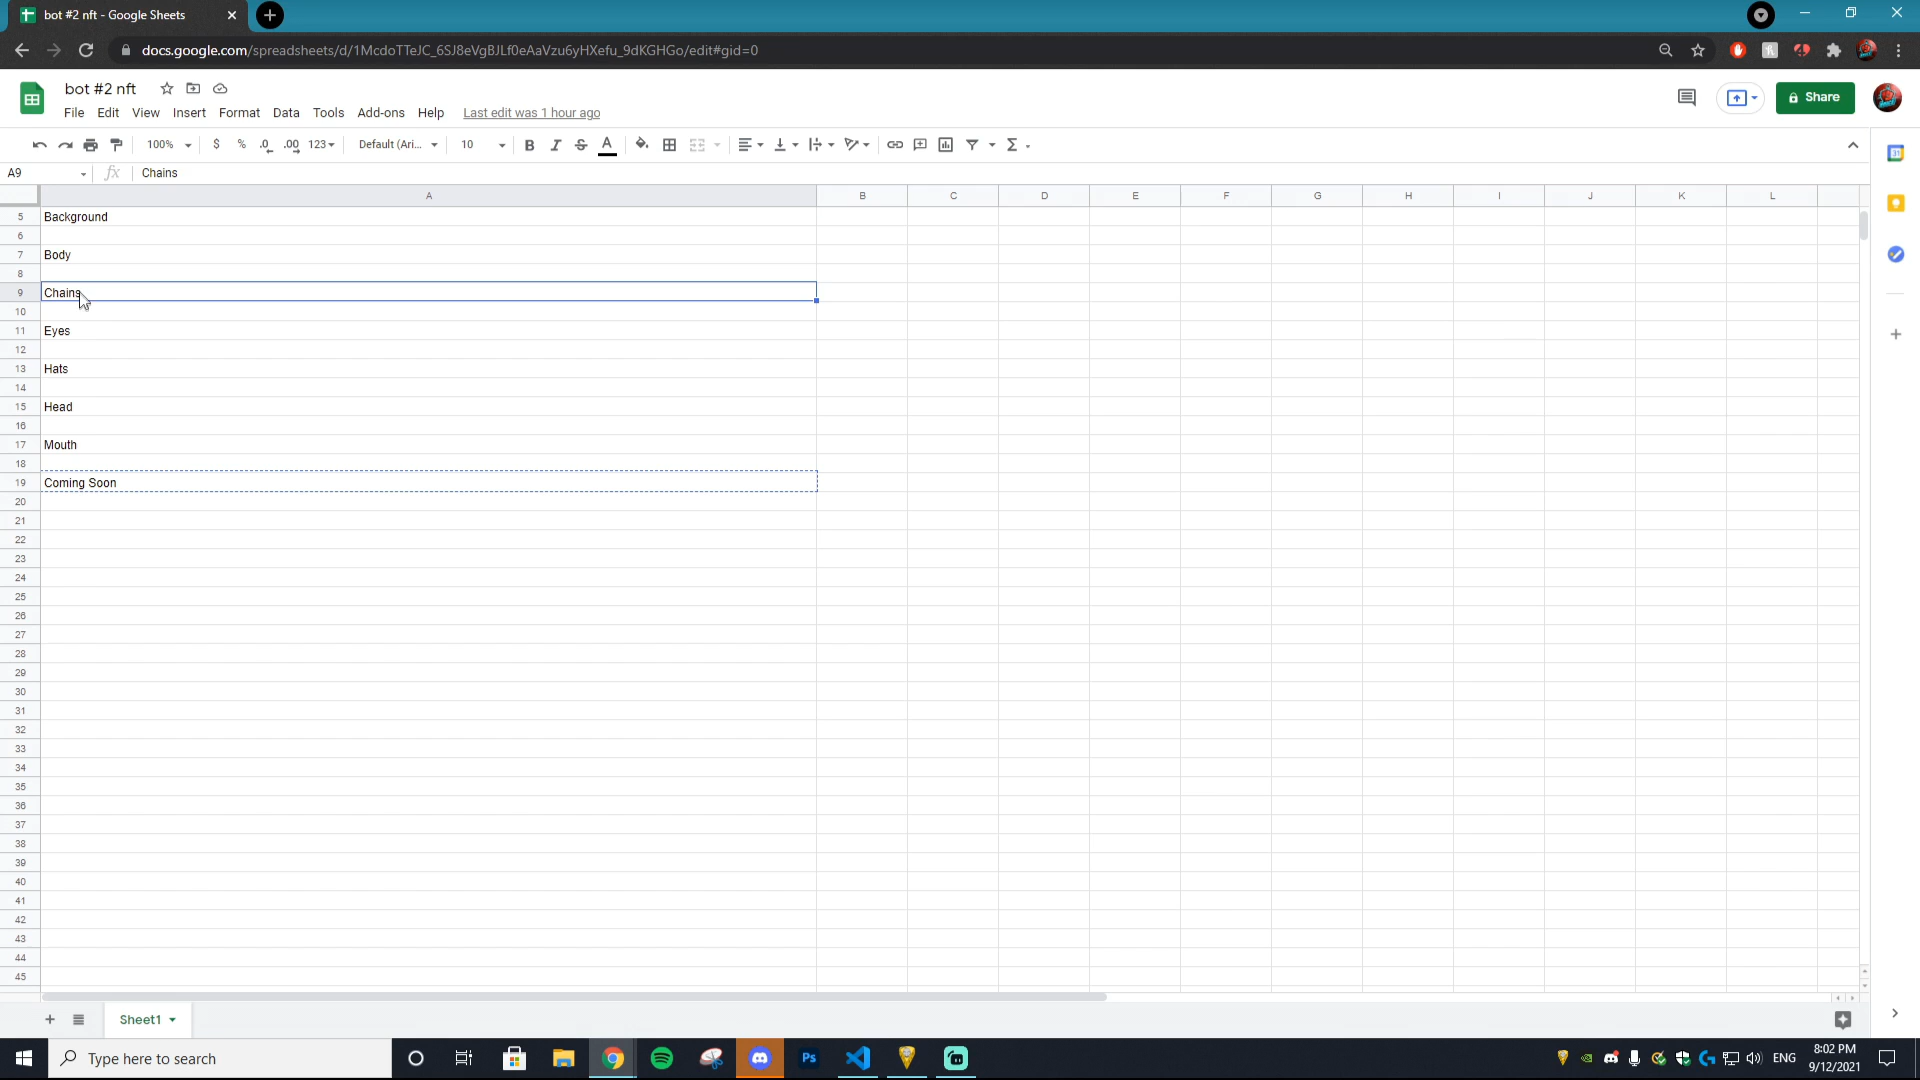 bot #2 nft - Google Sheets
docs.google.com/spreadsheets/d/1McdoTTeJC_6SJ8eVgBJLf0eAaVzu6yHXefu_9dKGHGo/edit#gid=0
bot #2 nft
File Edit View Insert Format Data Tools Add-ons Help Last edit was 1 hour ago
Share
100% $ % .0 .00 123 Default (Ari... 10 B I S A
A9 fx Chains
A B C D E F G H I J K L
5 Background
6
7 Body
8
9 Chains
10
11 Eyes
12
13 Hats
14
15 Head
16
17 Mouth
18
19 Coming Soon
20
21
22
23
24
25
26
27
28
29
30
31
32
33
34
35
36
37
38
39
40
41
42
43
44
45
Sheet1
Type here to search
Ps
ENG
8:02 PM
9/12/2021